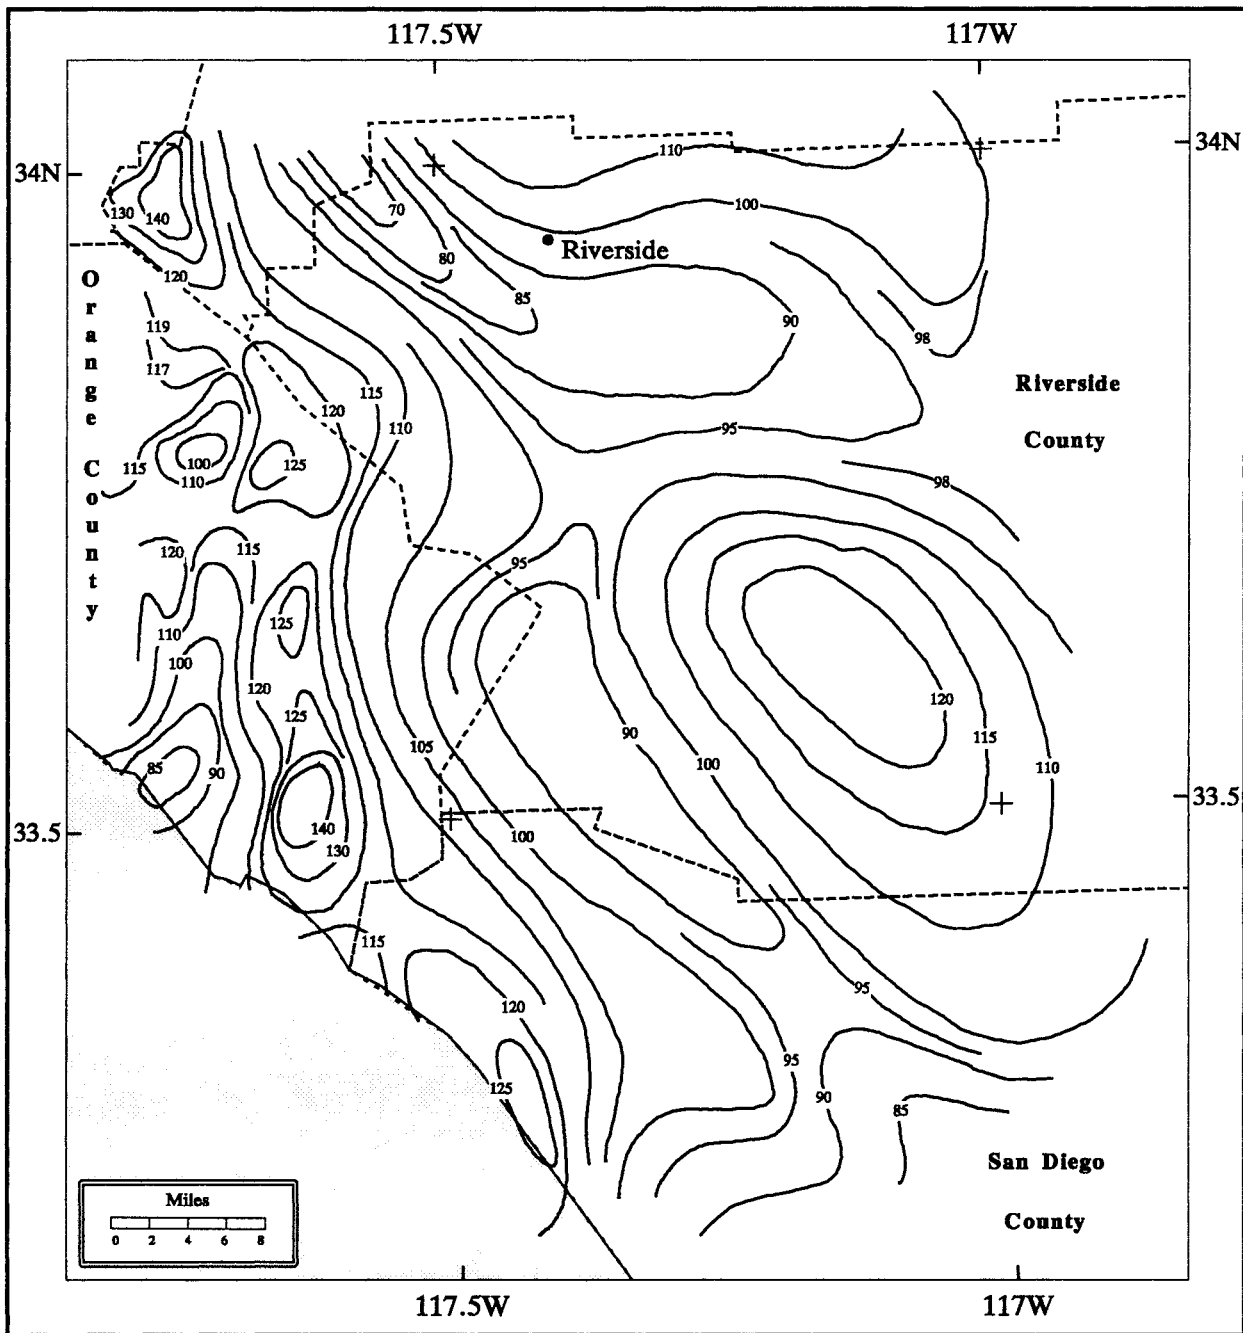 117.5W 117W
34N 34N
110
130 140 70 100
120 80 Riverside
85
119 90 98
117 115 Riverside
120 110 95 County
115 100 125
110 98
120 115 95
110 125
100 120 120
125 90 115
85 90 105 100 110
33.5 33.5
140 100
130
115
120 95
125 95
90 85
San Diego
County
Miles
0 2 4 6 8
117.5W 117W
Orange County